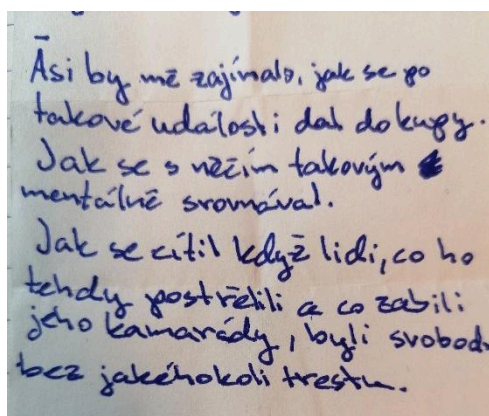 Asi by mě zajímalo, jak se po
takové události dal dokupy.
Jak se s něčím takovým
mentálně srovnával.
Jak se cítil když lidi, co ho
tehdy postřelili a co zabili
jeho kamarády, byli svobod
bez jakéhokoli trestu.